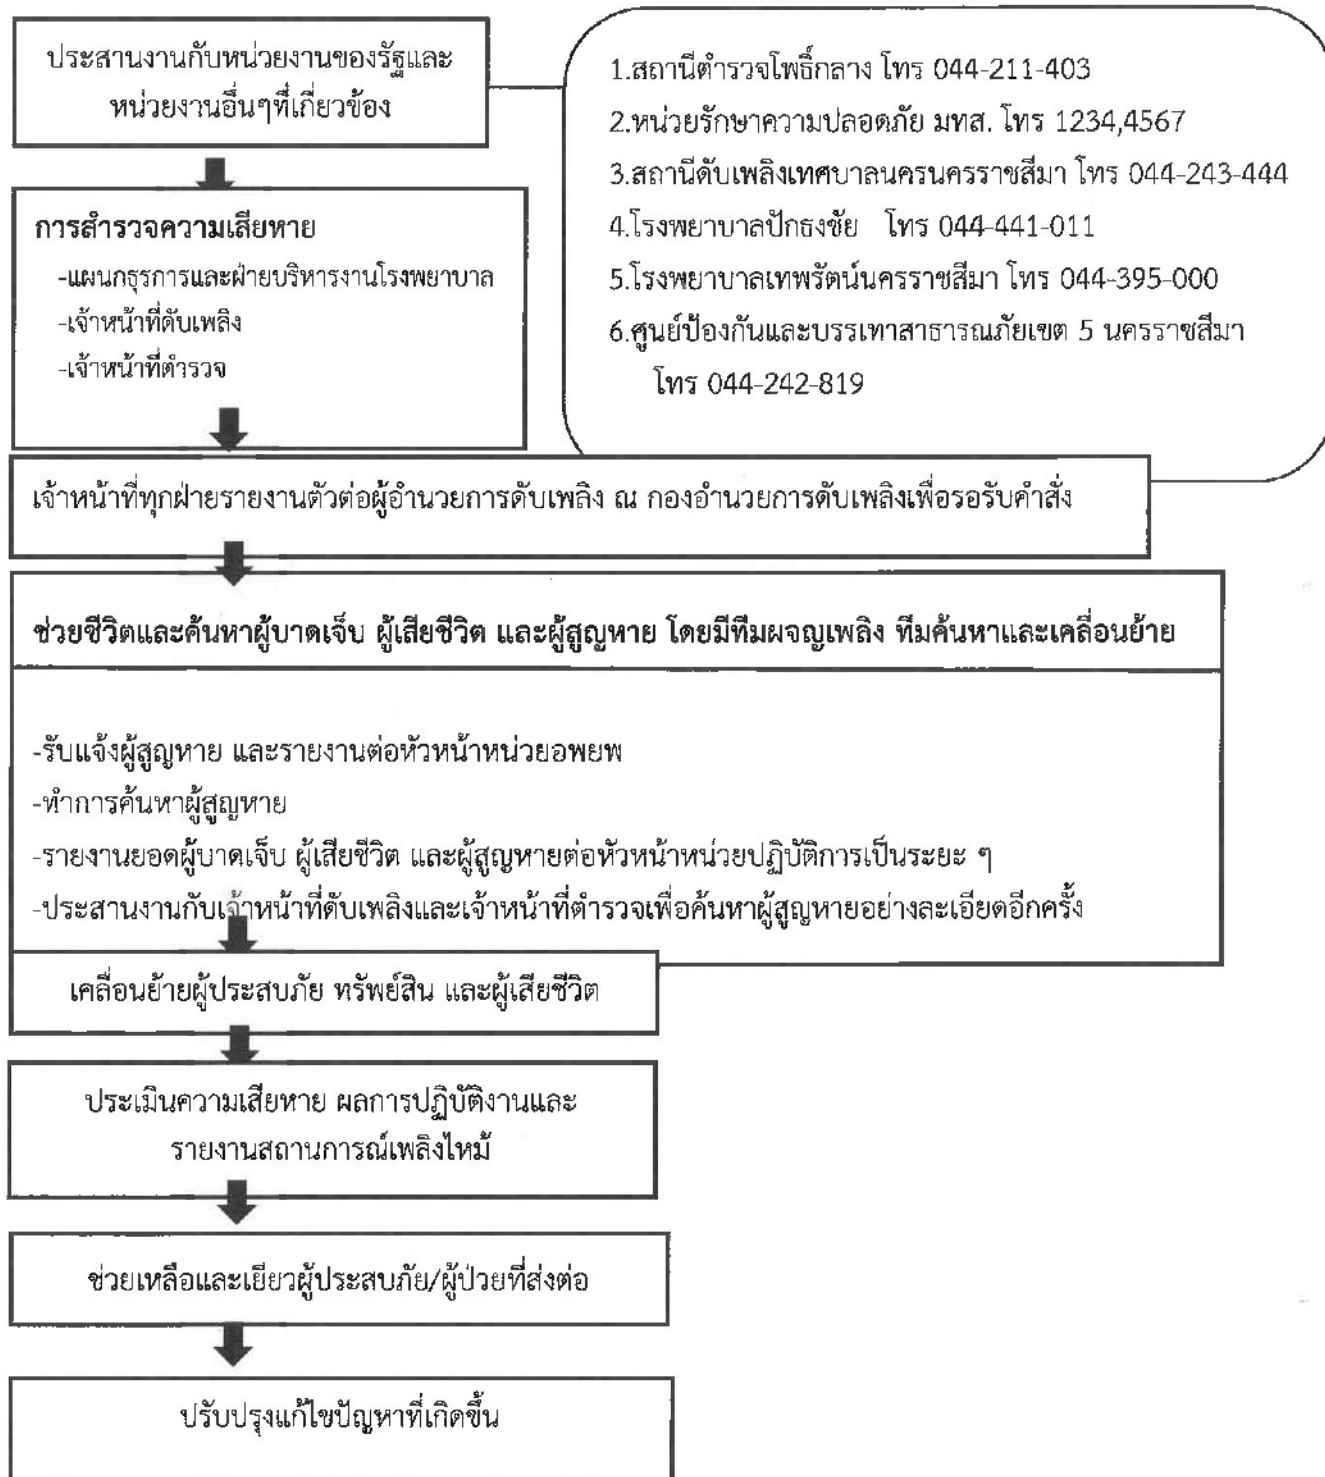 ประสานงานกับหน่วยงานของรัฐและ
หน่วยงานอื่นๆที่เกี่ยวข้อง
1.สถานีตำรวจโพธิ์กลาง โทร 044-211-403
2.หน่วยรักษาความปลอดภัย มทส. โทร 1234,4567
3.สถานีดับเพลิงเทศบาลนครนครราชสีมา โทร 044-243-444
4.โรงพยาบาลปักธงชัย โทร 044-441-011
5.โรงพยาบาลเทพรัตน์นครราชสีมา โทร 044-395-000
6.ศูนย์ป้องกันและบรรเทาสาธารณภัยเขต 5 นครราชสีมา
โทร 044-242-819
การสำรวจความเสียหาย
-แผนกธุรการและฝ่ายบริหารงานโรงพยาบาล
-เจ้าหน้าที่ดับเพลิง
-เจ้าหน้าที่ตำรวจ
เจ้าหน้าที่ทุกฝ่ายรายงานตัวต่อผู้อำนวยการดับเพลิง ณ กองอำนวยการดับเพลิงเพื่อรอรับคำสั่ง
ช่วยชีวิตและค้นหาผู้บาดเจ็บ ผู้เสียชีวิต และผู้สูญหาย โดยมีทีมผจญเพลิง ทีมค้นหาและเคลื่อนย้าย
-รับแจ้งผู้สูญหาย และรายงานต่อหัวหน้าหน่วยอพยพ
-ทำการค้นหาผู้สูญหาย
-รายงานยอดผู้บาดเจ็บ ผู้เสียชีวิต และผู้สูญหายต่อหัวหน้าหน่วยปฏิบัติการเป็นระยะ ๆ
-ประสานงานกับเจ้าหน้าที่ดับเพลิงและเจ้าหน้าที่ตำรวจเพื่อค้นหาผู้สูญหายอย่างละเอียดอีกครั้ง
เคลื่อนย้ายผู้ประสบภัย ทรัพย์สิน และผู้เสียชีวิต
ประเมินความเสียหาย ผลการปฏิบัติงานและ
รายงานสถานการณ์เพลิงไหม้
ช่วยเหลือและเยียวผู้ประสบภัย/ผู้ป่วยที่ส่งต่อ
ปรับปรุงแก้ไขปัญหาที่เกิดขึ้น